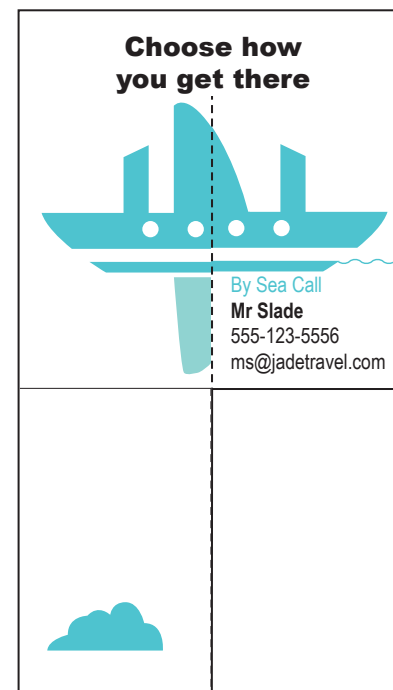 Choose how
you get there
By Sea Call
Mr Slade
555-123-5556
ms@jadetravel.com